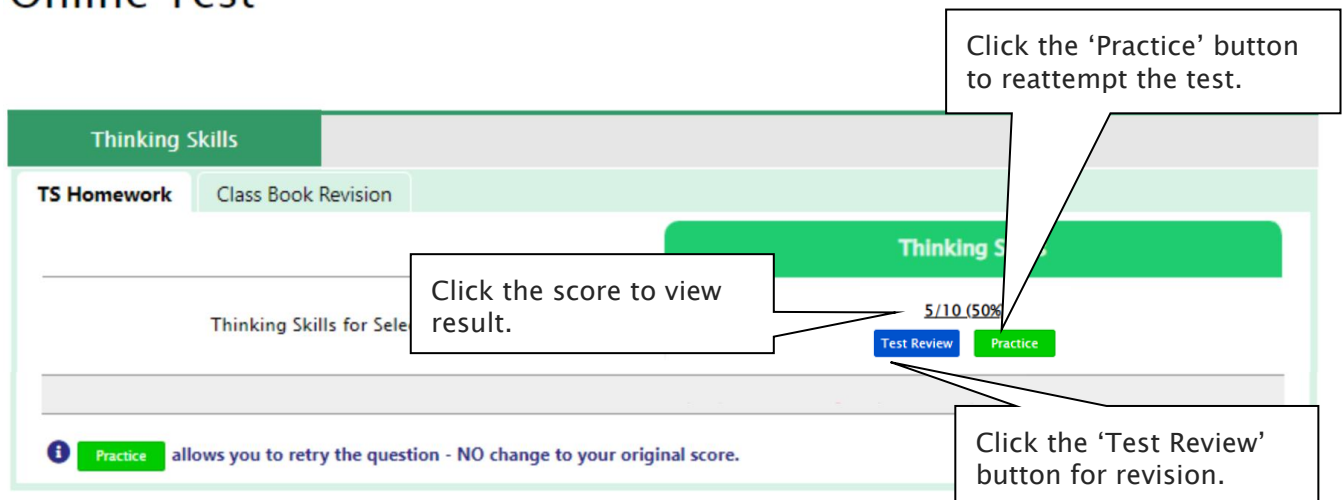 Online Test
Click the ‘Practice’ button
to reattempt the test.
Thinking Skills
TS Homework
Class Book Revision
Thinking
Click the score to view
result.
Thinking Skills for
5/10 (50%
Test Review
Practice
Click the ‘Test Review’
button for revision.
Practice allows you to retry the question - NO change to your original score.